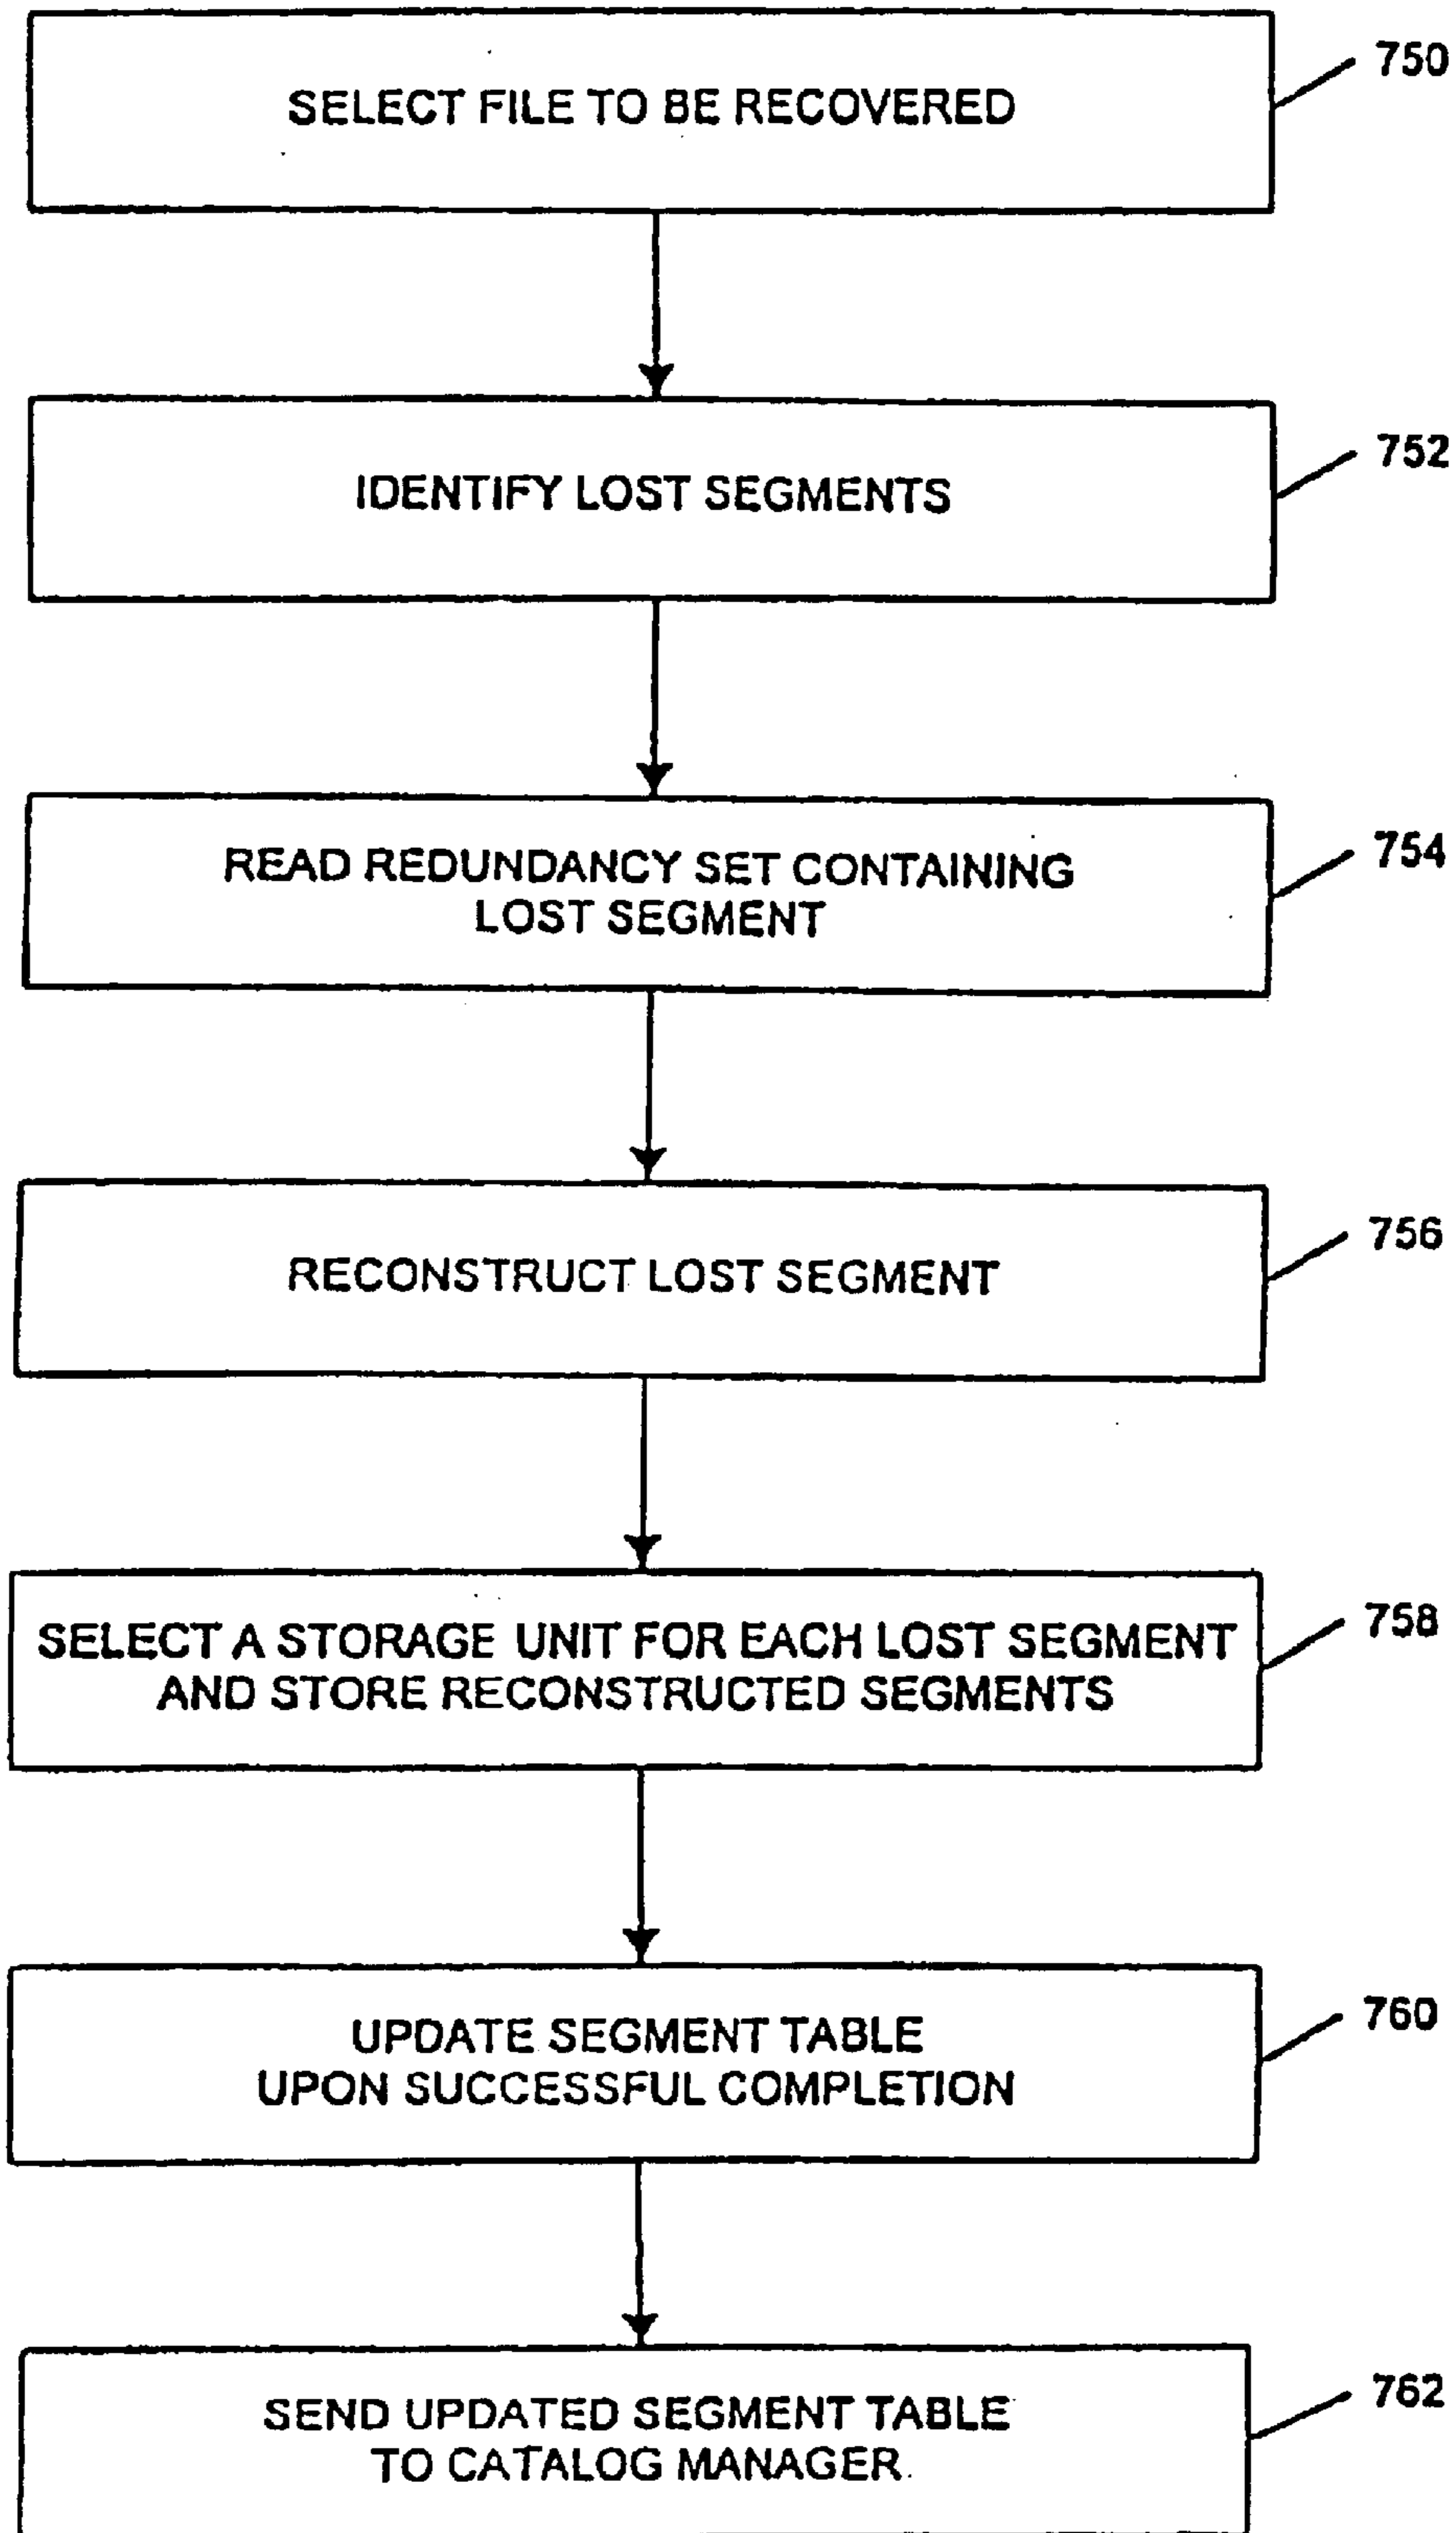 SELECT FILE TO BE RECOVERED
750
IDENTIFY LOST SEGMENTS
752
READ REDUNDANCY SET CONTAINING
LOST SEGMENT
754
RECONSTRUCT LOST SEGMENT
756
SELECT A STORAGE UNIT FOR EACH LOST SEGMENT
AND STORE RECONSTRUCTED SEGMENTS
758
UPDATE SEGMENT TABLE
UPON SUCCESSFUL COMPLETION
760
SEND UPDATED SEGMENT TABLE
TO CATALOG MANAGER
762